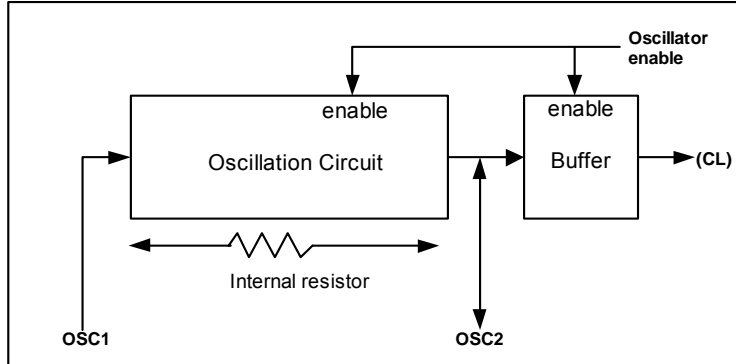 Oscillator
enable
enable
enable
Oscillation Circuit
Buffer
(CL)
Internal resistor
OSC1
OSC2